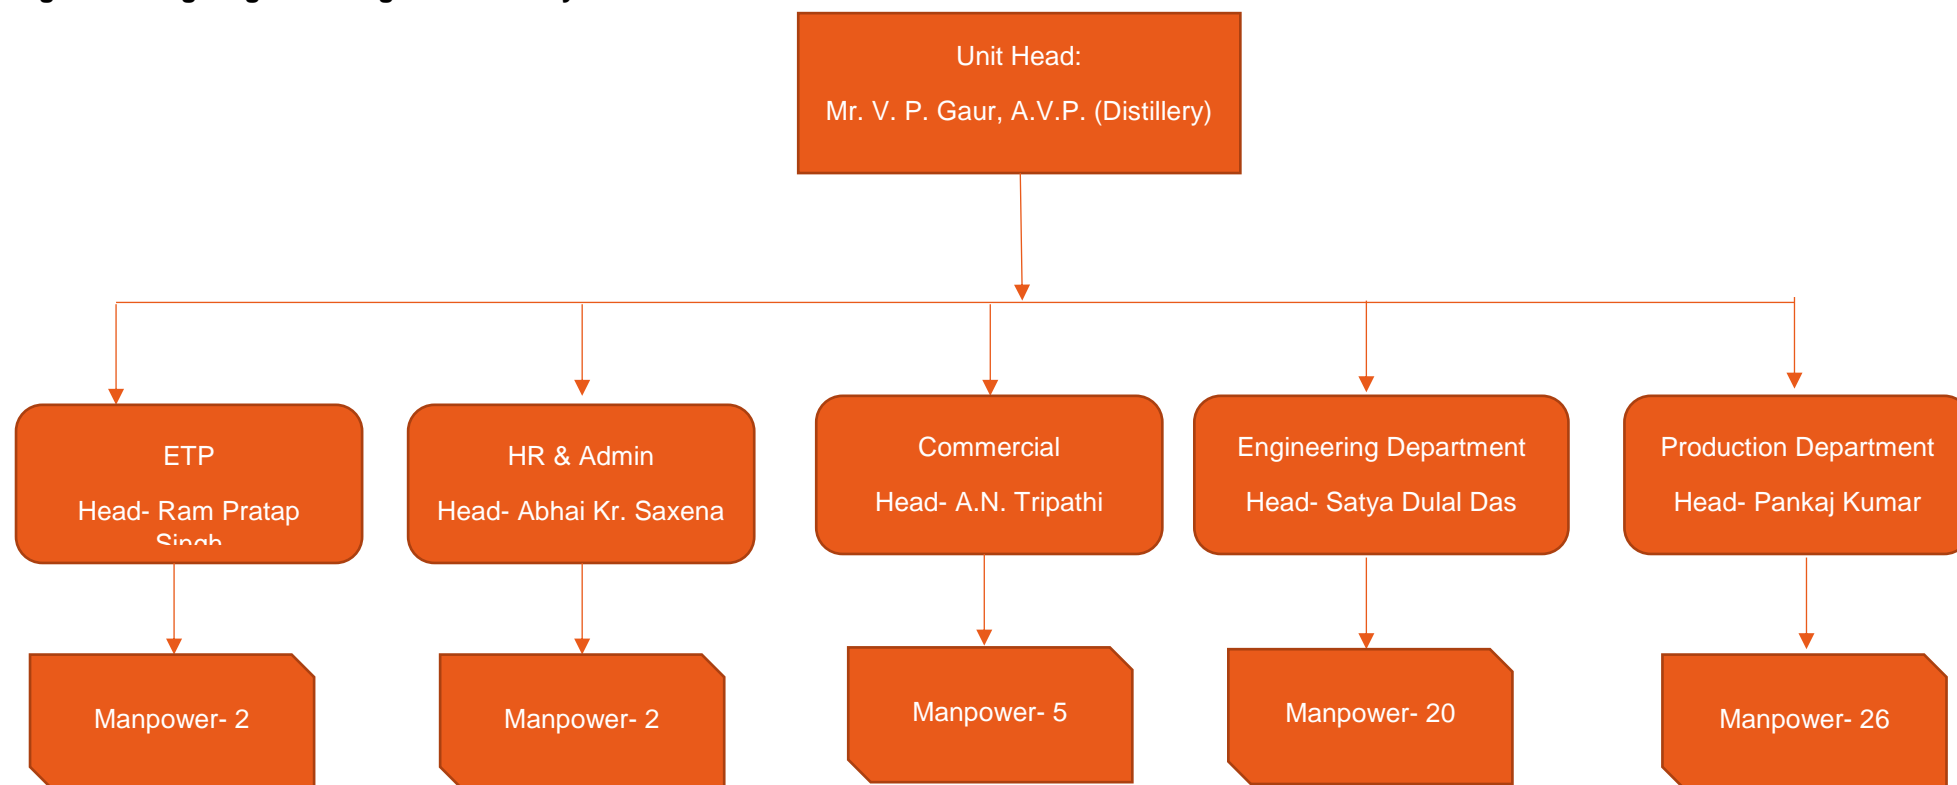 Unit Head:
Mr. V. P. Gaur, A.V.P. (Distillery)
ETP
Head- Ram Pratap
Singh
HR & Admin
Head- Abhai Kr. Saxena
Commercial
Head- A.N. Tripathi
Engineering Department
Head- Satya Dulal Das
Production Department
Head- Pankaj Kumar
Manpower- 2
Manpower- 2
Manpower- 5
Manpower- 20
Manpower- 26